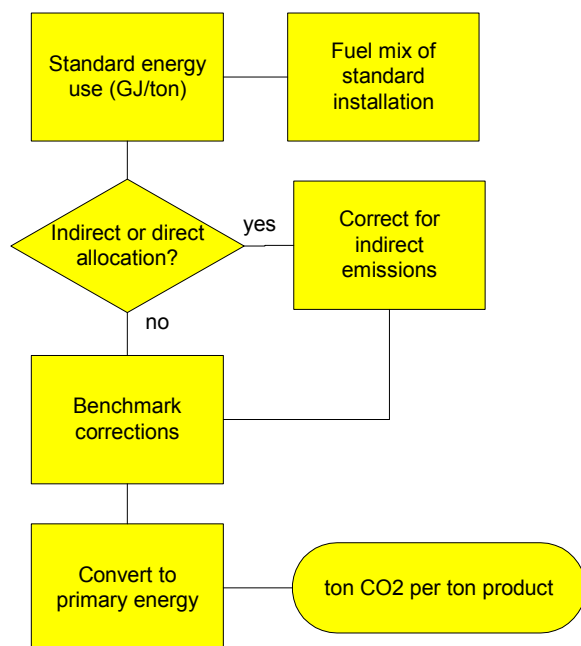 Standard energy
use (GJ/ton)
Fuel mix of
standard
installation
Indirect or direct
allocation?
yes
Correct for
indirect
emissions
no
Benchmark
corrections
Convert to
primary energy
ton CO2 per ton product